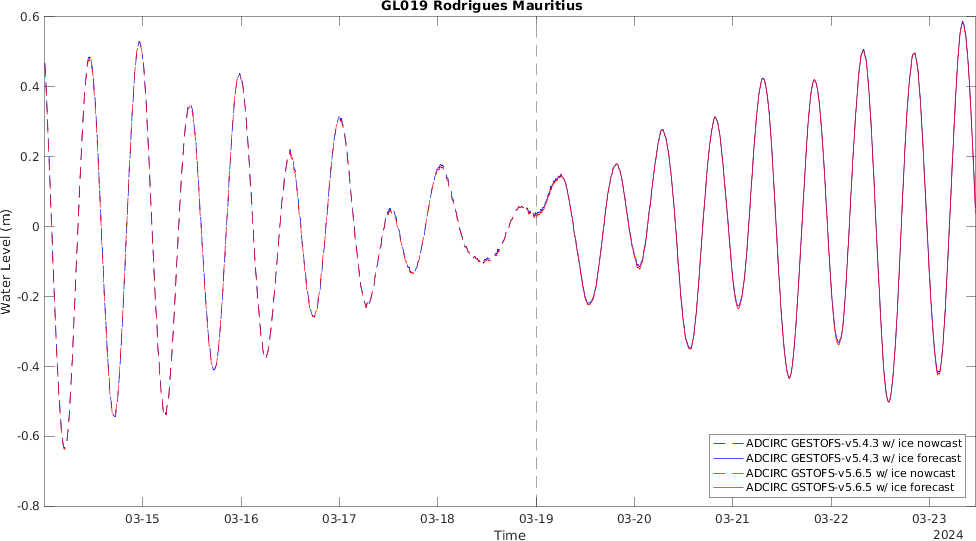 GL019 Rodrigues Mauritius
0.6
0.4
0.2
0
-0.2
-0.4
-0.6
-0.8
Water Level (m)
03-15 03-16 03-17 03-18 03-19 03-20 03-21 03-22 03-23
Time
2024
ADCIRC GESTOFS-v5.4.3 w/ ice nowcast
ADCIRC GESTOFS-v5.4.3 w/ ice forecast
ADCIRC GSTOFS-v5.6.5 w/ ice nowcast
ADCIRC GSTOFS-v5.6.5 w/ ice forecast